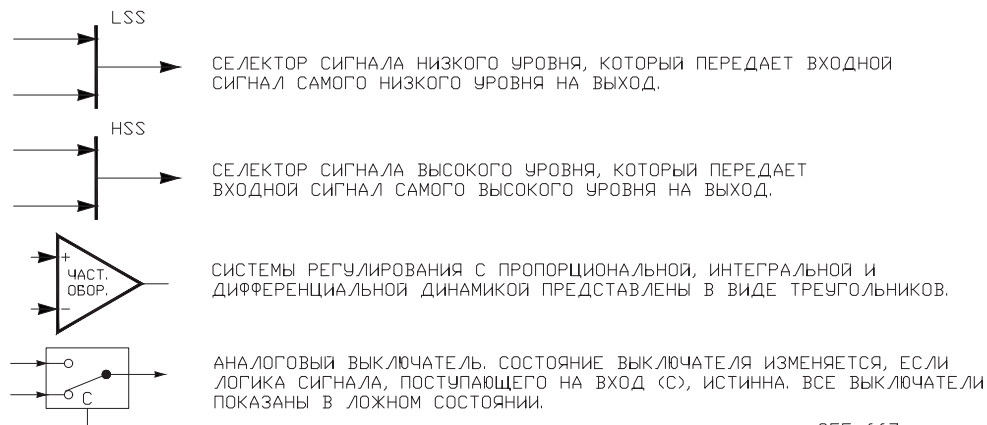 LSS
СЕЛЕКТОР СИГНАЛА НИЗКОГО УРОВНЯ, КОТОРЫЙ ПЕРЕДАЕТ ВХОДНОЙ
СИГНАЛ САМОГО НИЗКОГО УРОВНЯ НА ВЫХОД.
HSS
СЕЛЕКТОР СИГНАЛА ВЫСОКОГО УРОВНЯ, КОТОРЫЙ ПЕРЕДАЕТ
ВХОДНОЙ СИГНАЛ САМОГО ВЫСОКОГО УРОВНЯ НА ВЫХОД.
+
ЧАСТ.
ОБОР.
−
СИСТЕМЫ РЕГУЛИРОВАНИЯ С ПРОПОРЦИОНАЛЬНОЙ, ИНТЕГРАЛЬНОЙ И
ДИФФЕРЕНЦИАЛЬНОЙ ДИНАМИКОЙ ПРЕДСТАВЛЕНЫ В ВИДЕ ТРЕУГОЛЬНИКОВ.
C
АНАЛОГОВЫЙ ВЫКЛЮЧАТЕЛЬ. СОСТОЯНИЕ ВЫКЛЮЧАТЕЛЯ ИЗМЕНЯЕТСЯ, ЕСЛИ
ЛОГИКА СИГНАЛА, ПОСТУПАЮЩЕГО НА ВХОД (С), ИСТИННА. ВСЕ ВЫКЛЮЧАТЕЛИ
ПОКАЗАНЫ В ЛОЖНОМ СОСТОЯНИИ.